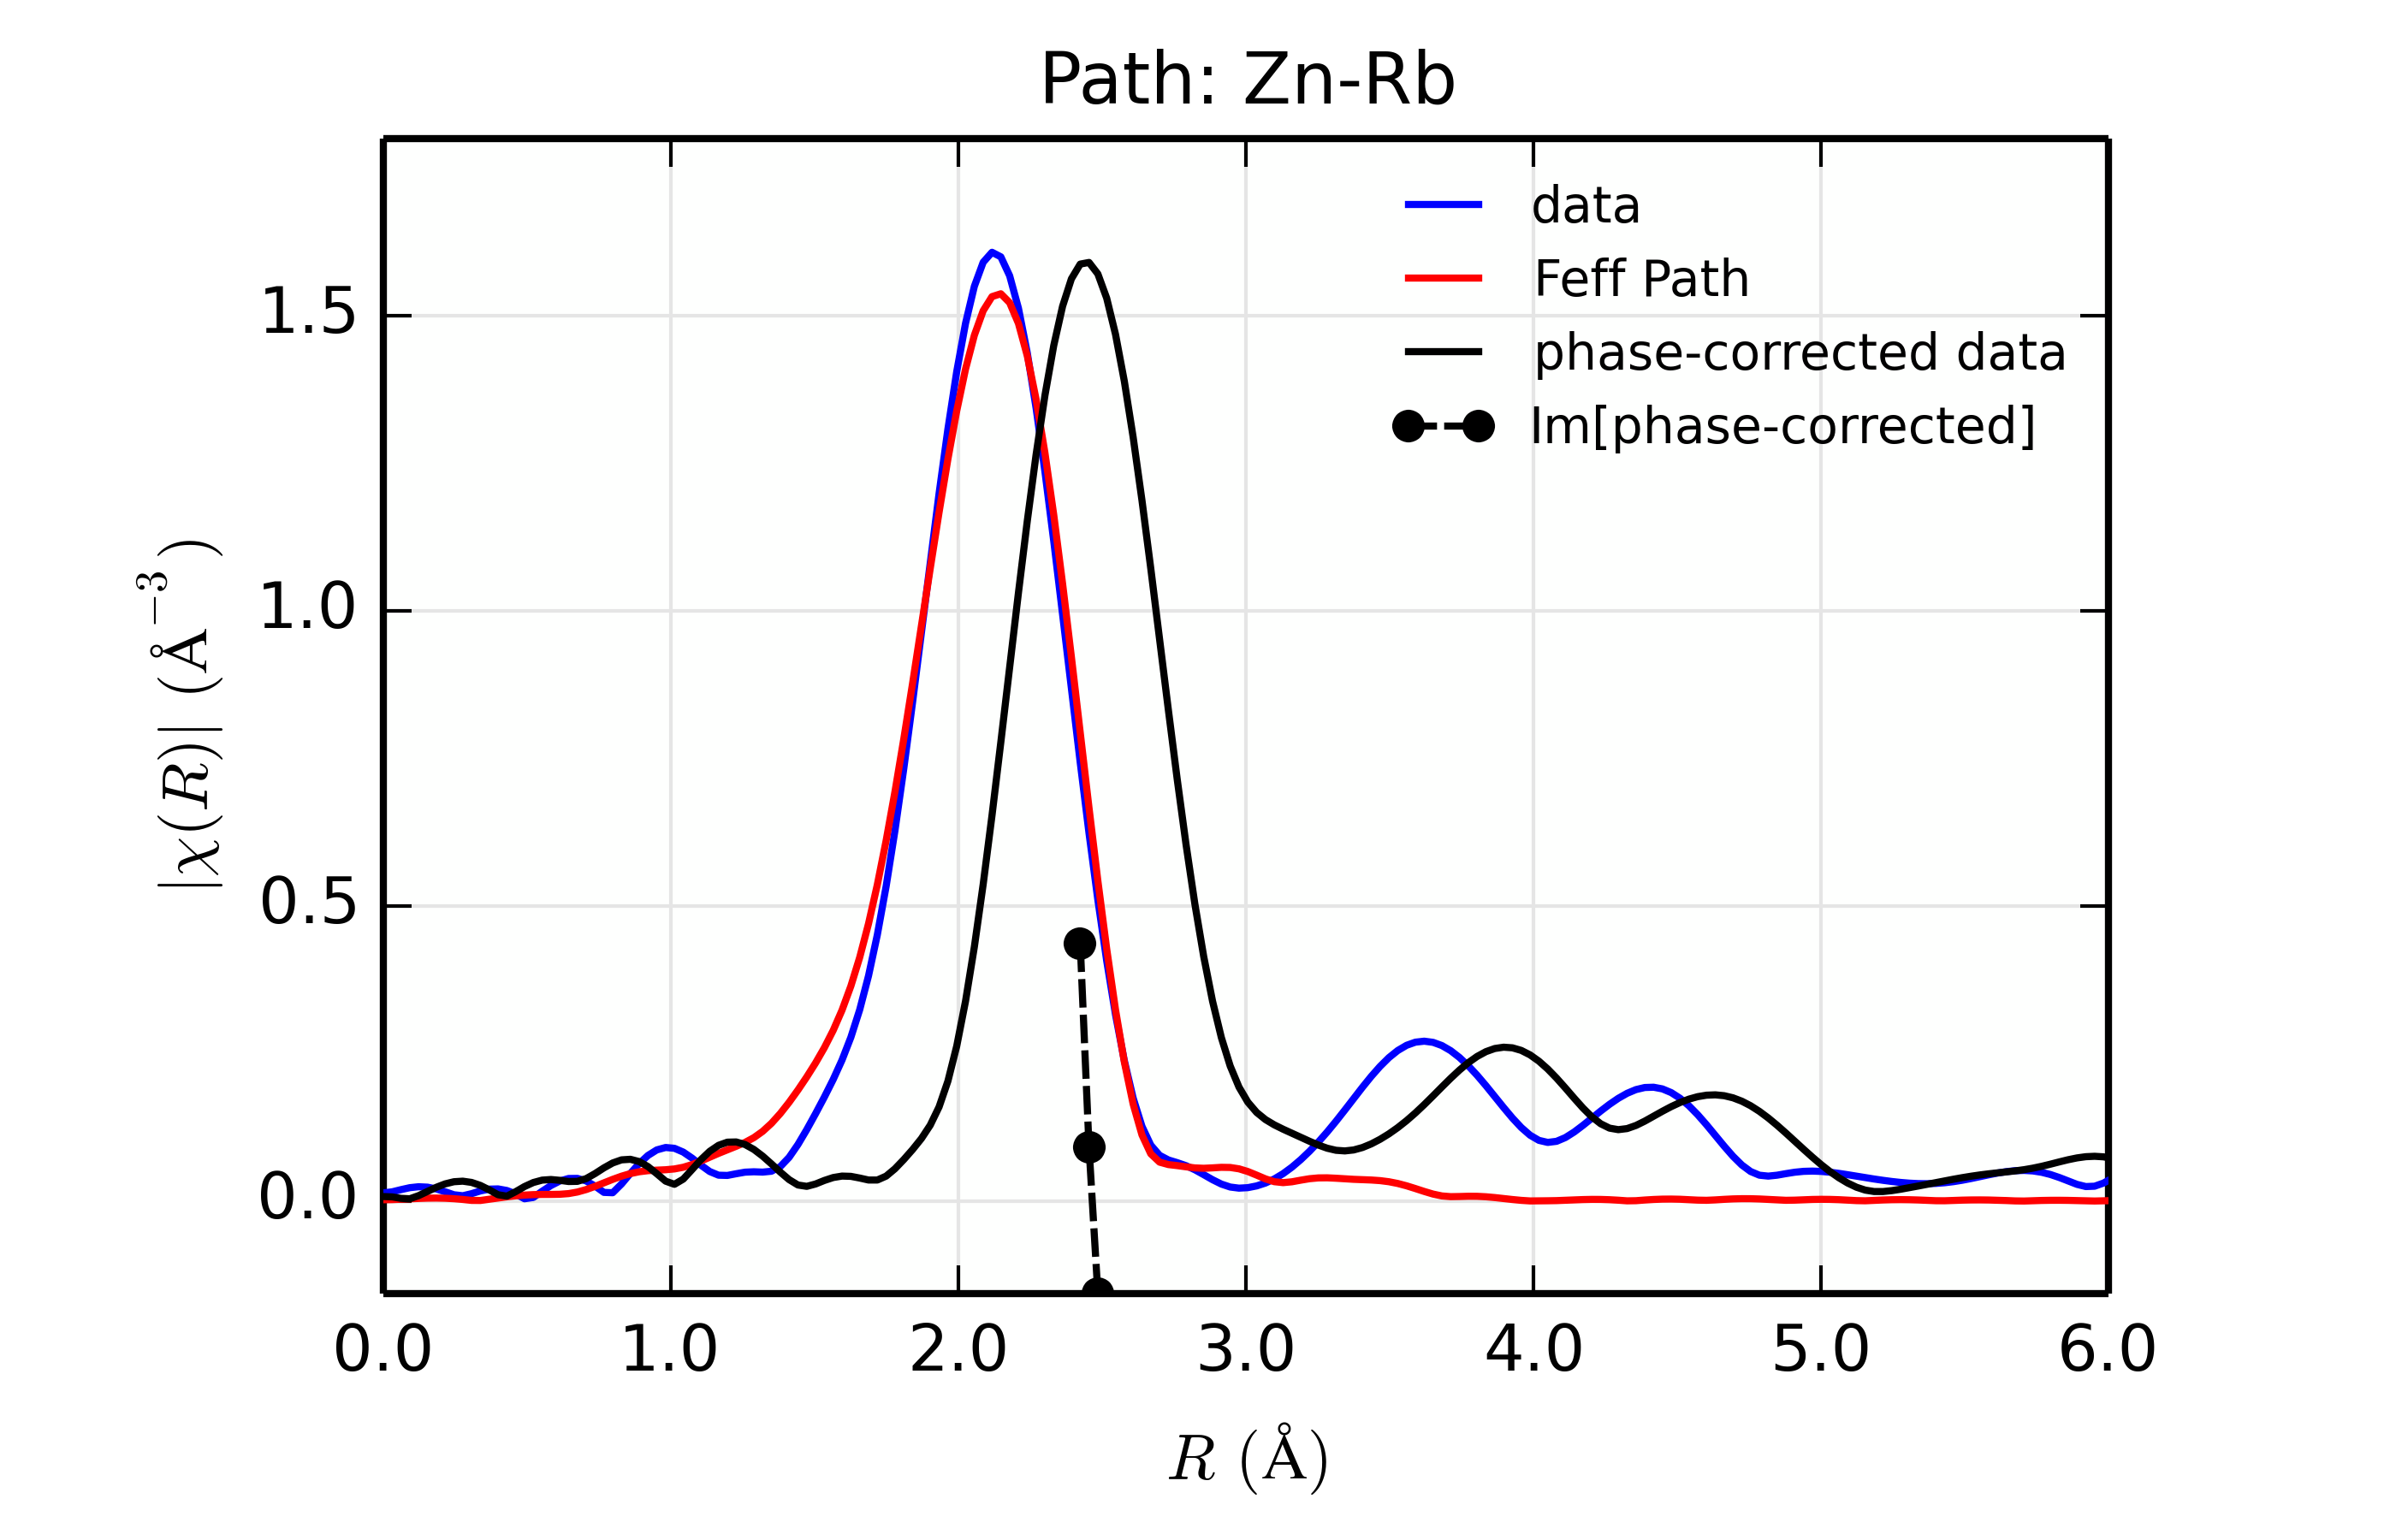 Path: Zn-Rb
data
Feff Path
phase-corrected data
Im[phase-corrected]
|χ(R)| (Å⁻³)
1.5
1.0
0.5
0.0
0.0 1.0 2.0 3.0 4.0 5.0 6.0
R (Å)